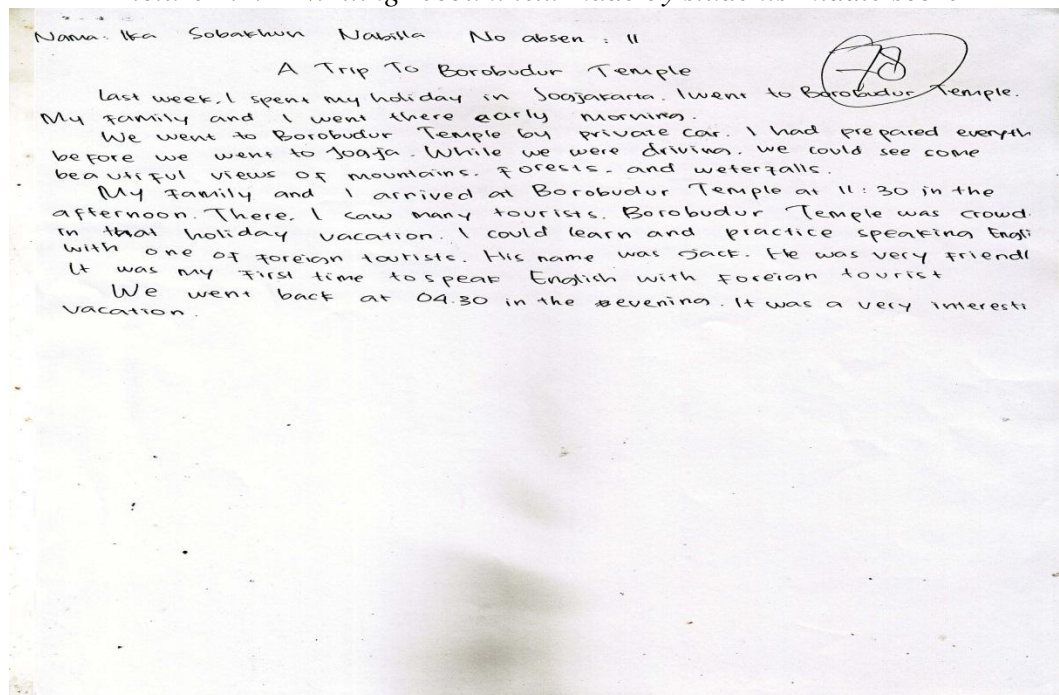 Nama: Ika Sobakhun Nabilla No absen : 11
78
A Trip To Borobudur Temple
Last week, I spent my holiday in Jogjakarta. I went to Borobudur Temple.
My family and I went there early morning.
We went to Borobudur Temple by private car. I had prepared everyth
before we went to Jogja. While we were driving, we could see some
beautiful views of mountains, forests, and weterfalls.
My family and I arrived at Borobudur Temple at 11:30 in the
afternoon. There, I saw many tourists. Borobudur Temple was crowd
in that holiday vacation. I could learn and practice speaking Engli
with one of foreign tourists. His name was Jack. He was very friendl
It was my first time to speak English with foreign tourist
We went back at 04.30 in the evening. It was a very interesti
vacation.